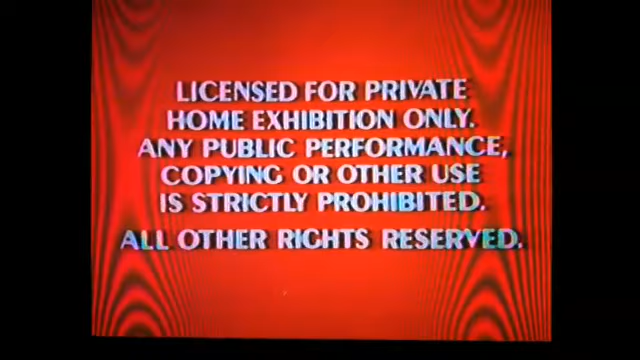 LICENSED FOR PRIVATE
HOME EXHIBITION ONLY.
ANY PUBLIC PERFORMANCE,
COPYING OR OTHER USE
IS STRICTLY PROHIBITED.
ALL OTHER RIGHTS RESERVED.